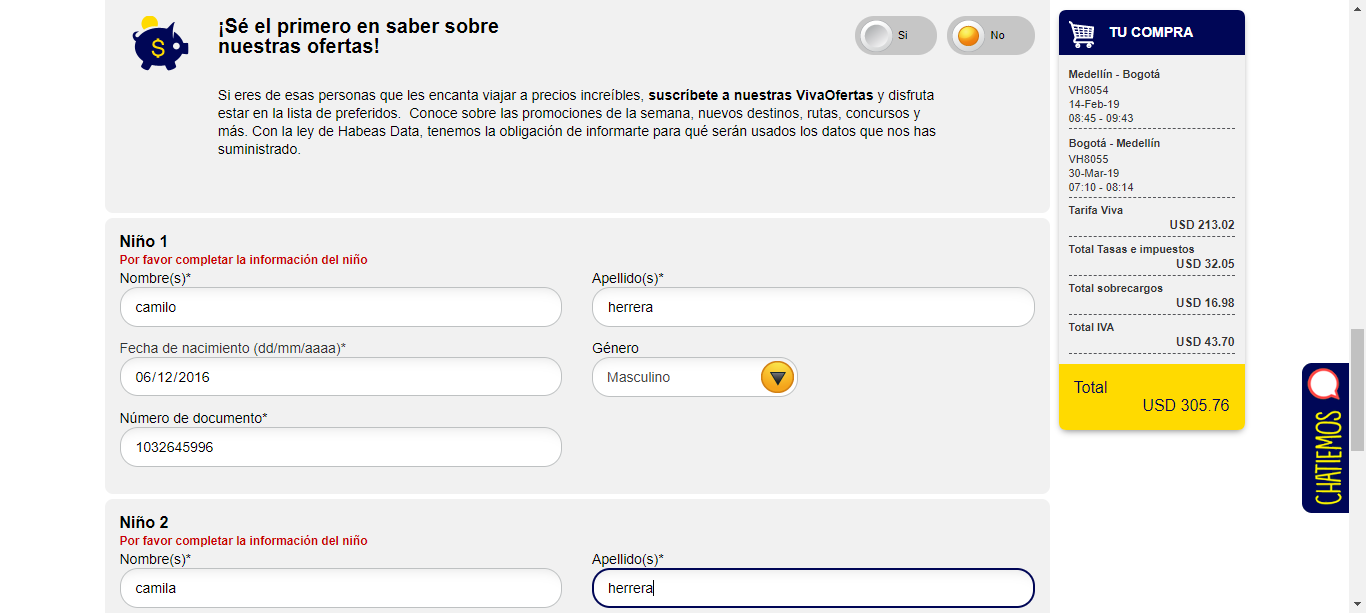 ¡Sé el primero en saber sobre
nuestras ofertas!
Si
No
Si eres de esas personas que les encanta viajar a precios increíbles, suscríbete a nuestras VivaOfertas y disfruta
estar en la lista de preferidos. Conoce sobre las promociones de la semana, nuevos destinos, rutas, concursos y
más. Con la ley de Habeas Data, tenemos la obligación de informarte para qué serán usados los datos que nos has
suministrado.
Niño 1
Por favor completar la información del niño
Nombre(s)*
Apellido(s)*
camilo
herrera
Fecha de nacimiento (dd/mm/aaaa)*
Género
06/12/2016
Masculino
Número de documento*
1032645996
Niño 2
Por favor completar la información del niño
Nombre(s)*
Apellido(s)*
camila
herrera
TU COMPRA
Medellín - Bogotá
VH8054
14-Feb-19
08:45 - 09:43
Bogotá - Medellín
VH8055
30-Mar-19
07:10 - 08:14
Tarifa Viva
USD 213.02
Total Tasas e impuestos
USD 32.05
Total sobrecargos
USD 16.98
Total IVA
USD 43.70
Total
USD 305.76
CHATIEMOS